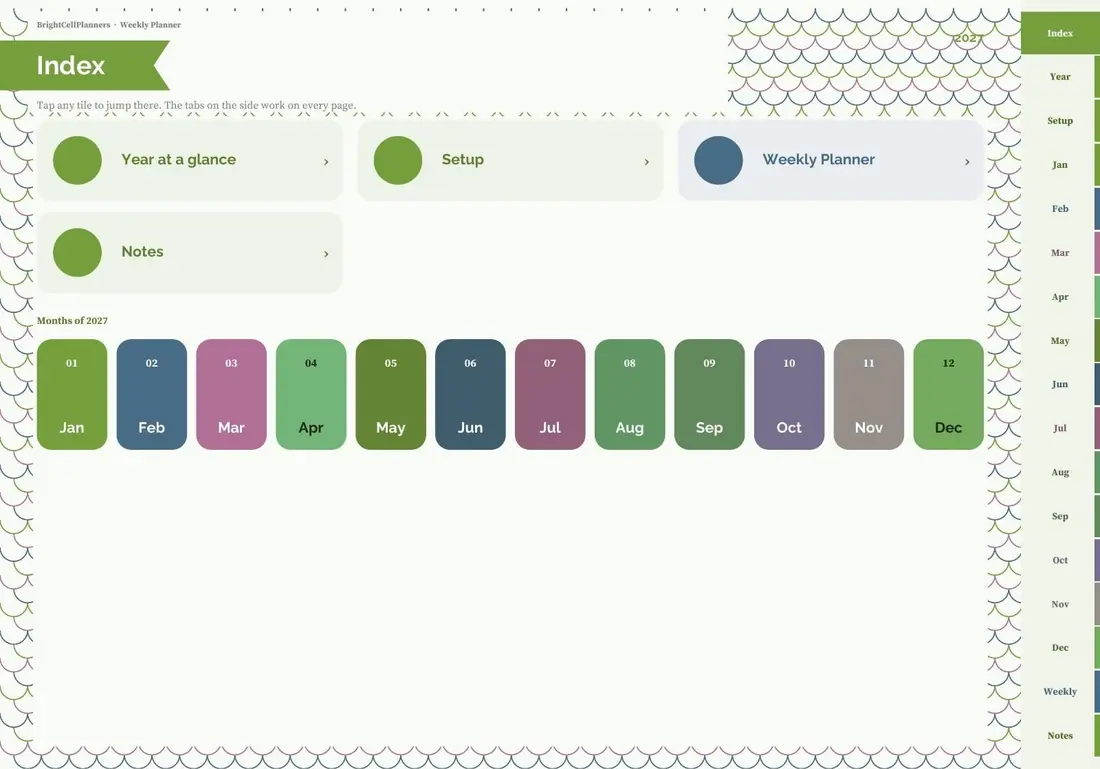 BrightCellPlanners · Weekly Planner
2027
Index
Tap any tile to jump there. The tabs on the side work on every page.
Year at a glance ›
Setup ›
Weekly Planner ›
Notes ›
Months of 2027
01 02 03 04 05 06 07 08 09 10 11 12
Jan Feb Mar Apr May Jun Jul Aug Sep Oct Nov Dec
Index
Year
Setup
Jan
Feb
Mar
Apr
May
Jun
Jul
Aug
Sep
Oct
Nov
Dec
Weekly
Notes